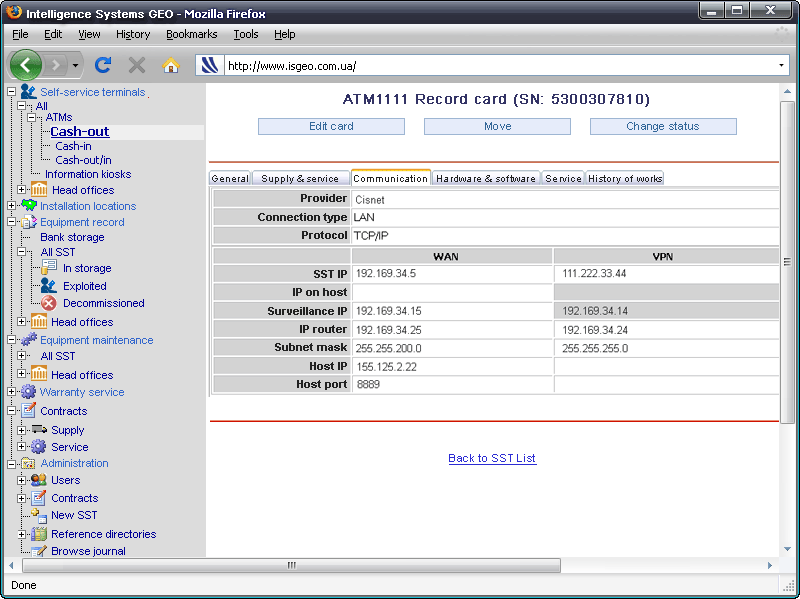 Intelligence Systems GEO - Mozilla Firefox
File Edit View History Bookmarks Tools Help
http://www.isgeo.com.ua/
Self-service terminals
All
ATMs
Cash-out
Cash-in
Cash-out/in
Information kiosks
Head offices
Installation locations
Equipment record
Bank storage
All SST
In storage
Exploited
Decommissioned
Head offices
Equipment maintenance
All SST
Head offices
Warranty service
Contracts
Supply
Service
Administration
Users
Contracts
New SST
Reference directories
Browse journal
ATM1111 Record card (SN: 5300307810)
Edit card Move Change status
General Supply & service Communication Hardware & software Service History of works
Provider Cisnet
Connection type LAN
Protocol TCP/IP
WAN VPN
SST IP 192.169.34.5 111.222.33.44
IP on host
Surveillance IP 192.169.34.15 192.169.34.14
IP router 192.169.34.25 192.169.34.24
Subnet mask 255.255.200.0 255.255.255.0
Host IP 155.125.2.22
Host port 8889
Back to SST List
Done